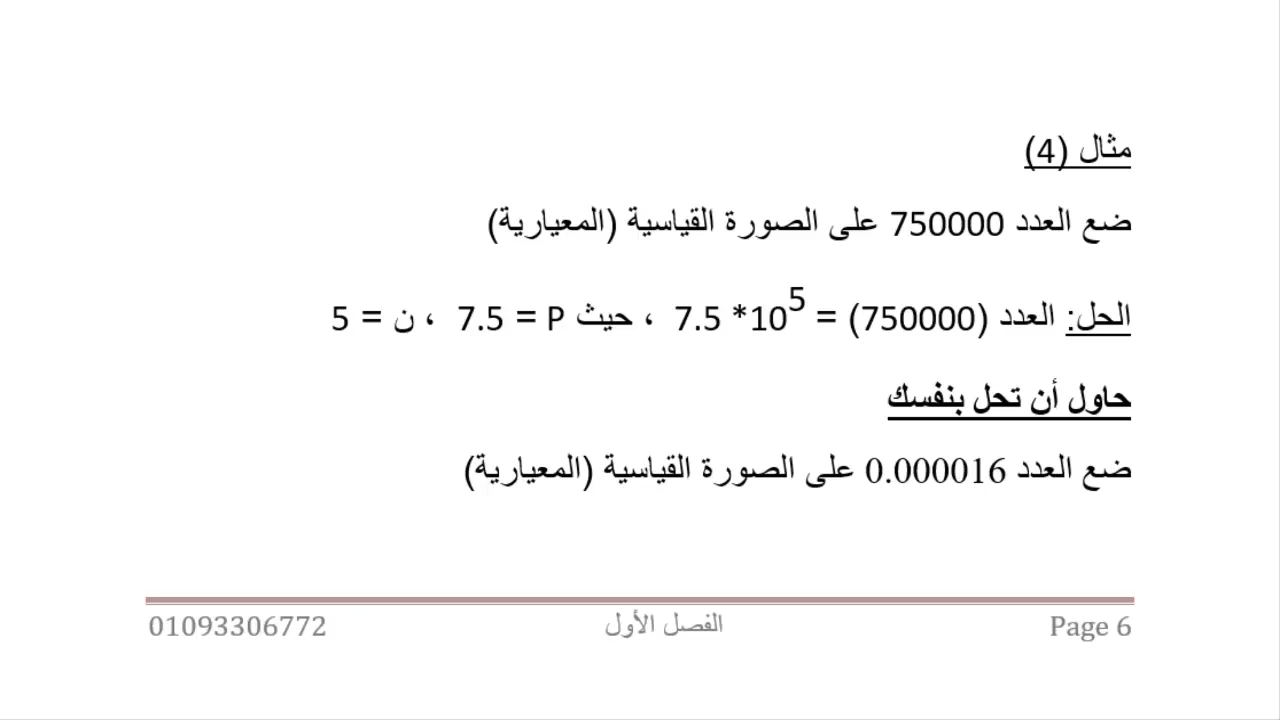 مثال (4)
ضع العدد 750000 على الصورة القياسية (المعيارية)
الحل: العدد (750000) = 7.5 *10^5 ، حيث P = 7.5 ، ن = 5
حاول أن تحل بنفسك
ضع العدد 0.000016 على الصورة القياسية (المعيارية)
01093306772 الفصل الأول Page 6